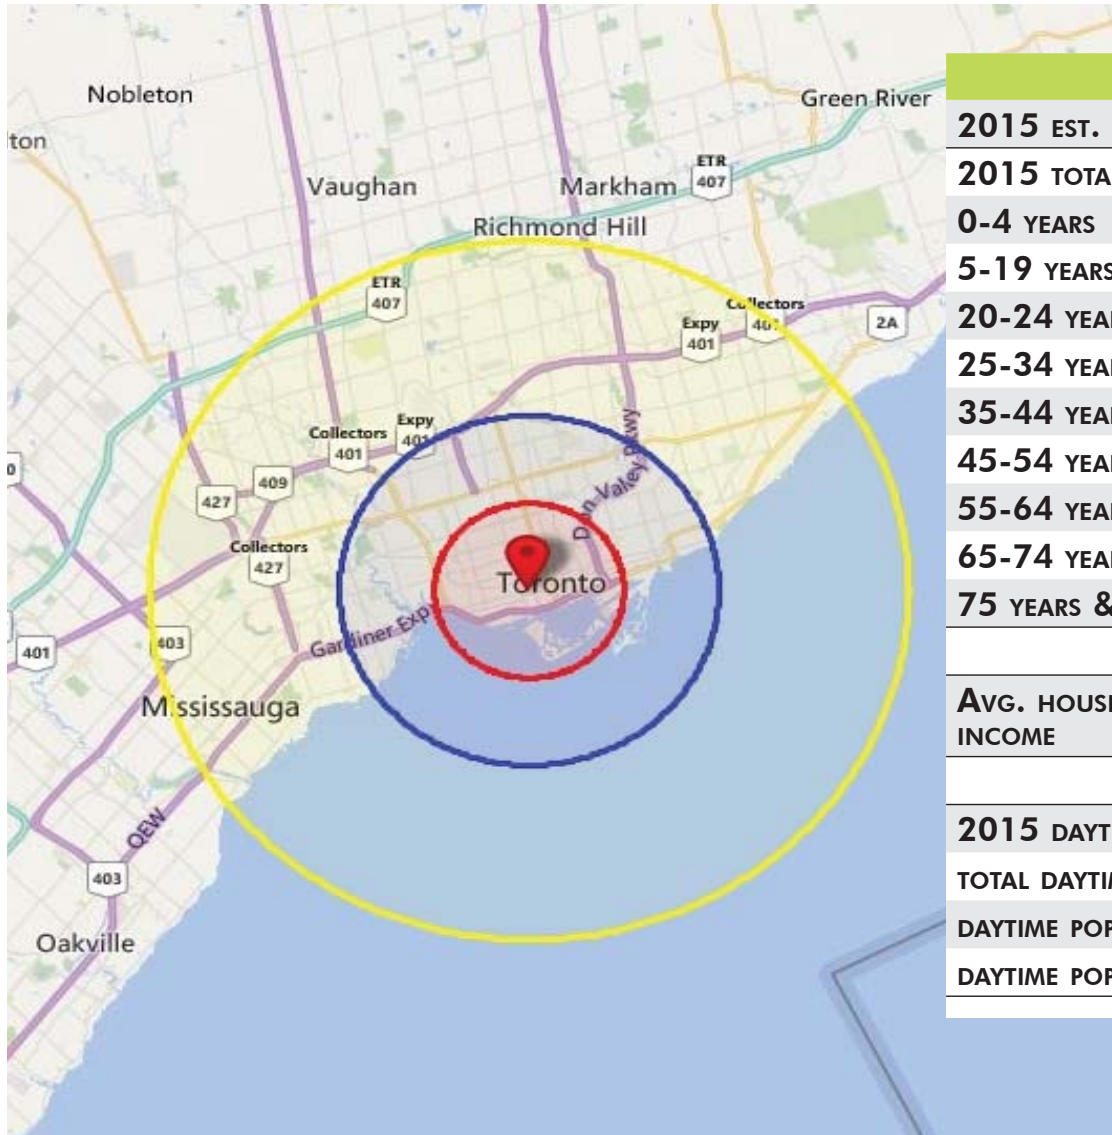 Nobleton
Green River
ton
ETR
407
Vaughan
Markham
Richmond Hill
ETR
407
Collectors
401
Expy
401
2A
Expy
401
Collectors
401
409
427
Don Valley Pkwy
Collectors
427
Toronto
Gardiner Expy
401
403
Mississauga
QEW
403
Oakville
0
2015 EST.
2015 TOTA
0-4 YEARS
5-19 YEARS
20-24 YEA
25-34 YEA
35-44 YEA
45-54 YEA
55-64 YEA
65-74 YEA
75 YEARS &
AVG. HOUSE
INCOME
2015 DAYT
TOTAL DAYTI
DAYTIME POP
DAYTIME POP